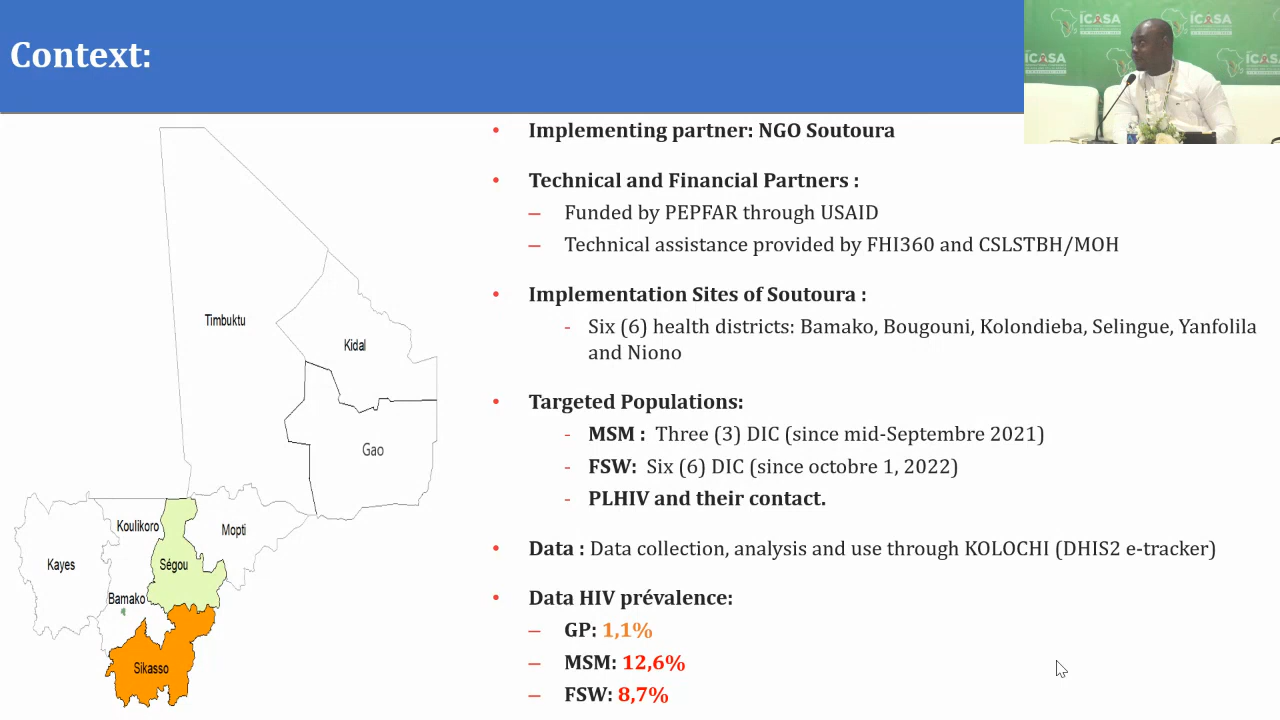 Context:
ICASA
ICASA
ICASA
ICASA
• Implementing partner: NGO Soutoura
• Technical and Financial Partners :
– Funded by PEPFAR through USAID
– Technical assistance provided by FHI360 and CSLSTBH/MOH
• Implementation Sites of Soutoura :
- Six (6) health districts: Bamako, Bougouni, Kolondieba, Selingue, Yanfolila
and Niono
• Targeted Populations:
- MSM : Three (3) DIC (since mid-Septembre 2021)
- FSW: Six (6) DIC (since octobre 1, 2022)
- PLHIV and their contact.
• Data : Data collection, analysis and use through KOLOCHI (DHIS2 e-tracker)
• Data HIV prévalence:
– GP: 1,1%
– MSM: 12,6%
– FSW: 8,7%
Timbuktu
Kidal
Gao
Koulikoro
Mopti
Kayes
Ségou
Bamako
Sikasso